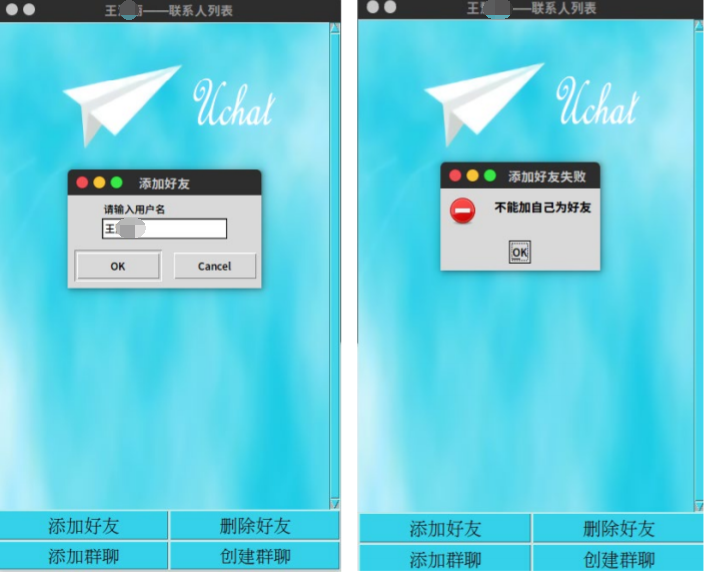 王——联系人列表
Uchat
添加好友
请输入用户名
王
OK
Cancel
添加好友
删除好友
添加群聊
创建群聊
王——联系人列表
Uchat
添加好友失败
不能加自己为好友
OK
添加好友
删除好友
添加群聊
创建群聊